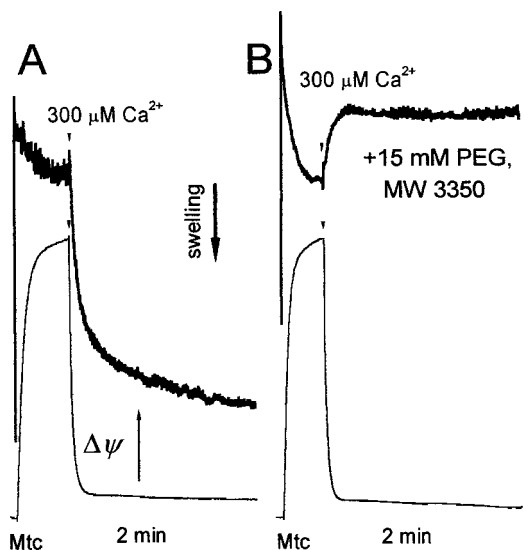 A
300 μM Ca²⁺
swelling
Δψ
Mtc
2 min
B
300 μM Ca²⁺
+15 mM PEG,
MW 3350
Mtc
2 min